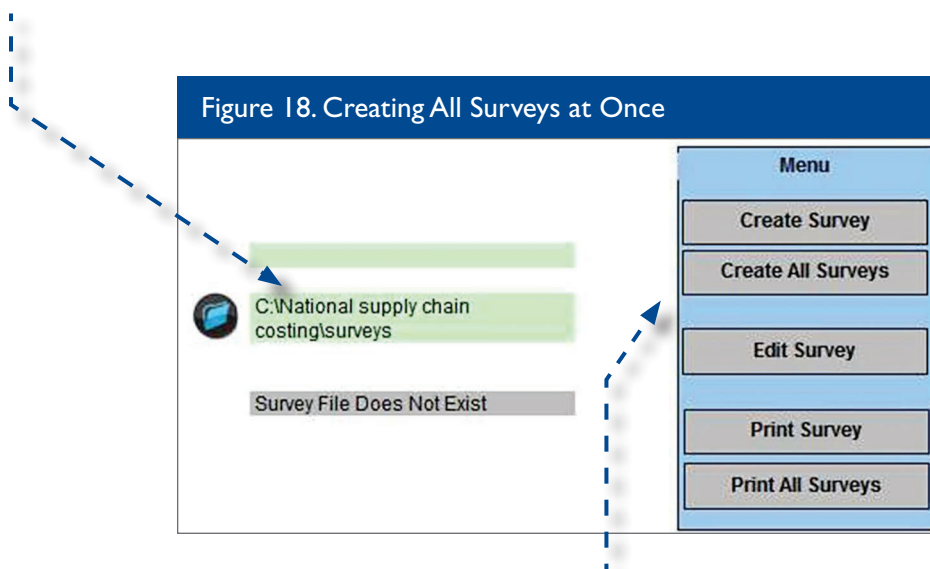 Figure 18. Creating All Surveys at Once
C:\National supply chain
costing\surveys
Survey File Does Not Exist
Menu
Create Survey
Create All Surveys
Edit Survey
Print Survey
Print All Surveys